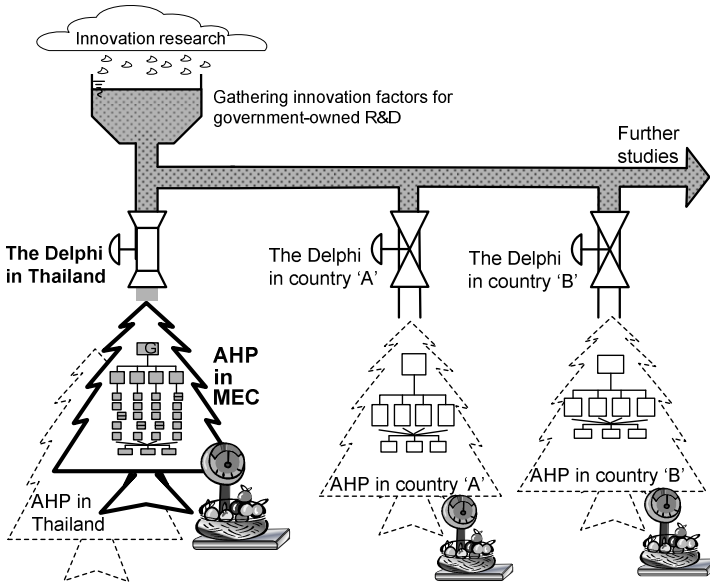 Innovation research
Gathering innovation factors for
government-owned R&D
Further
studies
The Delphi
in Thailand
The Delphi
in country ‘A’
The Delphi
in country ‘B’
G
AHP
in
MEC
AHP in
Thailand
AHP in country ‘A’
AHP in country ‘B’